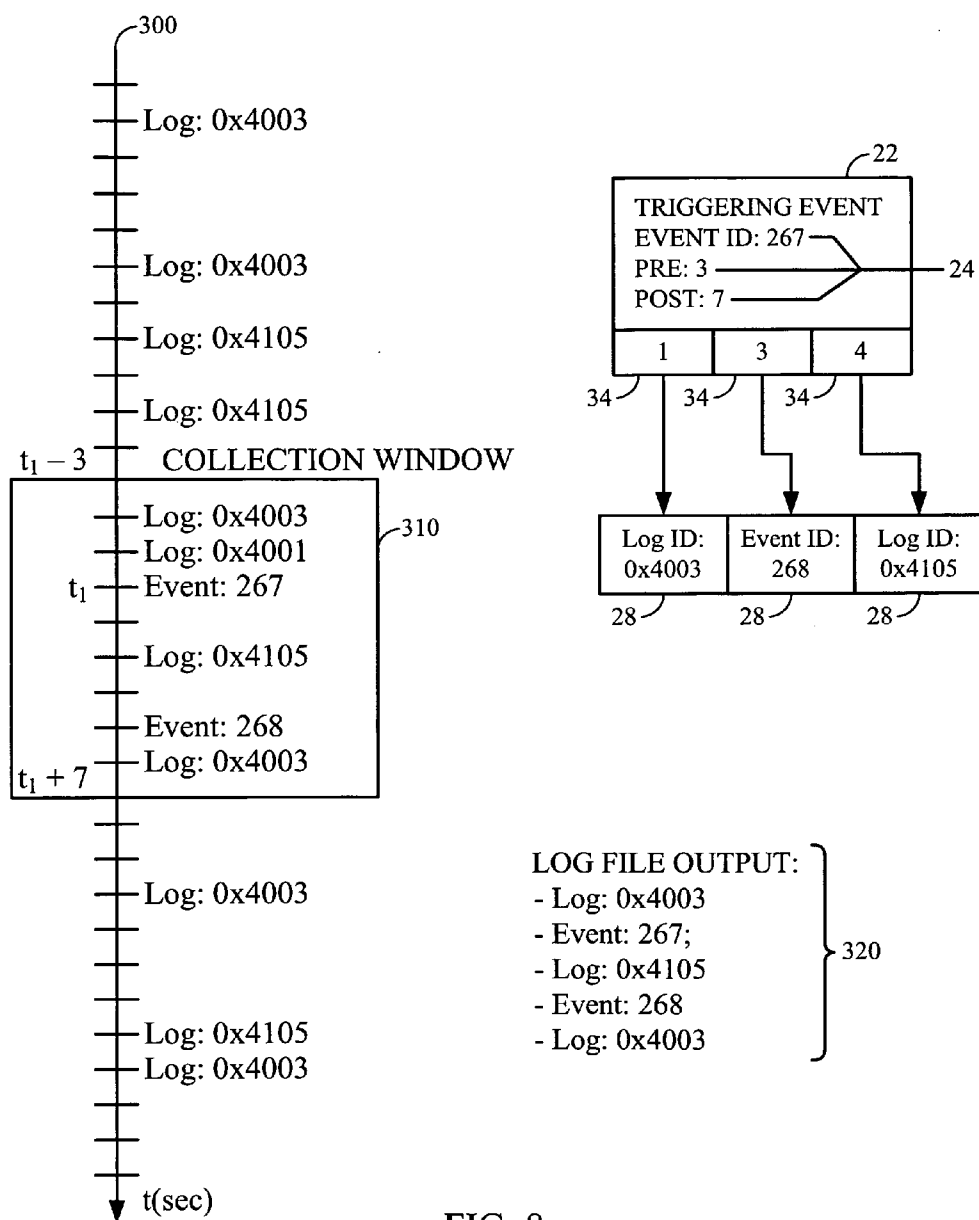 300
Log: 0x4003
Log: 0x4003
Log: 0x4105
Log: 0x4105
t₁ – 3 COLLECTION WINDOW
310
Log: 0x4003
Log: 0x4001
t₁ Event: 267
Log: 0x4105
Event: 268
Log: 0x4003
t₁ + 7
Log: 0x4003
Log: 0x4105
Log: 0x4003
t(sec)
22
TRIGGERING EVENT
EVENT ID: 267
PRE: 3
24
POST: 7
1 3 4
34 34 34
Log ID: 0x4003
Event ID: 268
Log ID: 0x4105
28 28 28
LOG FILE OUTPUT:
- Log: 0x4003
- Event: 267;
- Log: 0x4105
- Event: 268
- Log: 0x4003
320